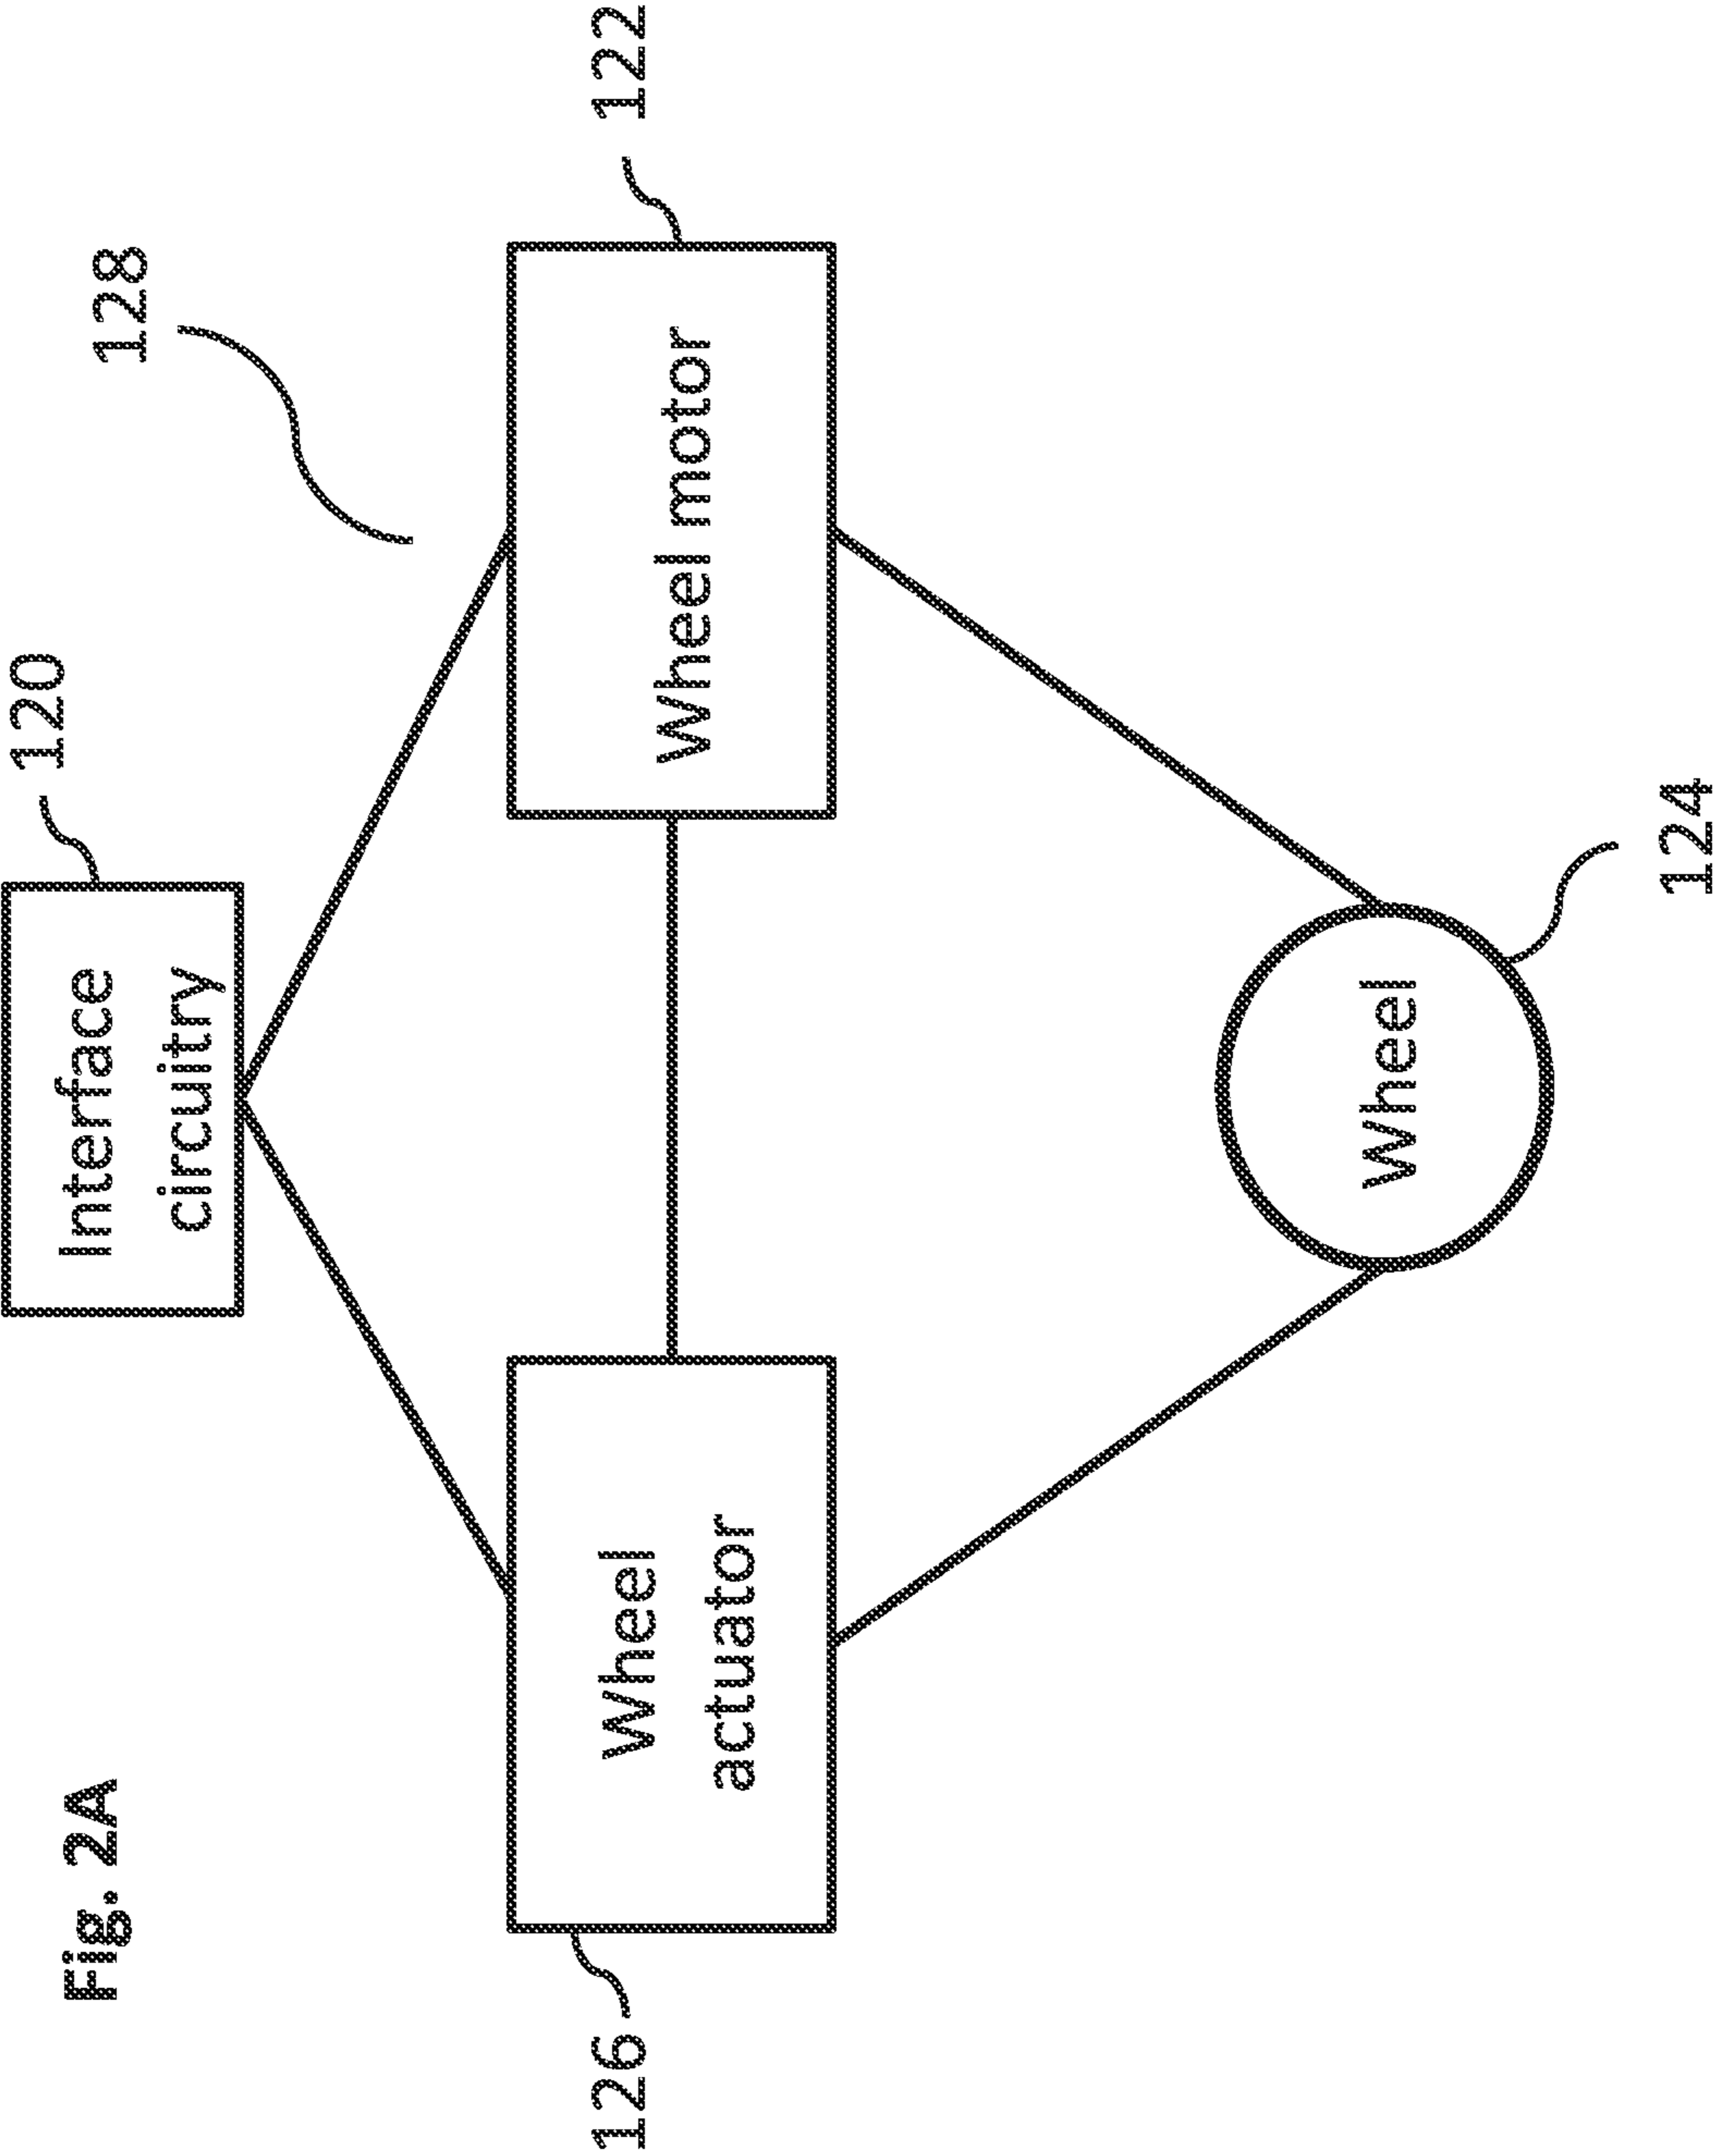 Fig. 2A
120
Interface
circuitry
128
126
Wheel
actuator
Wheel motor
122
Wheel
124